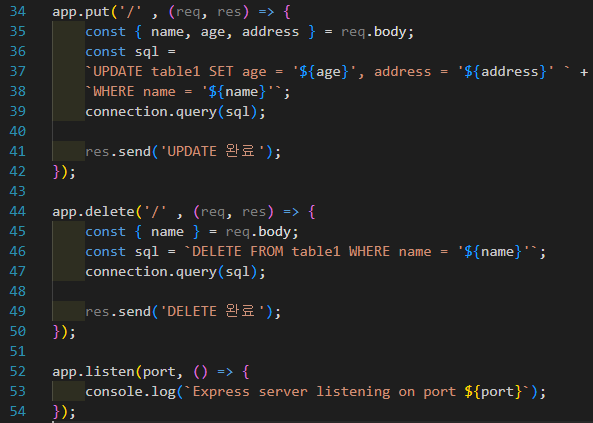 34 app.put('/' , (req, res) => {
35     const { name, age, address } = req.body;
36     const sql =
37     `UPDATE table1 SET age = '${age}', address = '${address}' ` +
38     `WHERE name = '${name}'`;
39     connection.query(sql);
40
41     res.send('UPDATE 완료');
42 });
43
44 app.delete('/' , (req, res) => {
45     const { name } = req.body;
46     const sql = `DELETE FROM table1 WHERE name = '${name}'`;
47     connection.query(sql);
48
49     res.send('DELETE 완료');
50 });
51
52 app.listen(port, () => {
53     console.log(`Express server listening on port ${port}`);
54 });